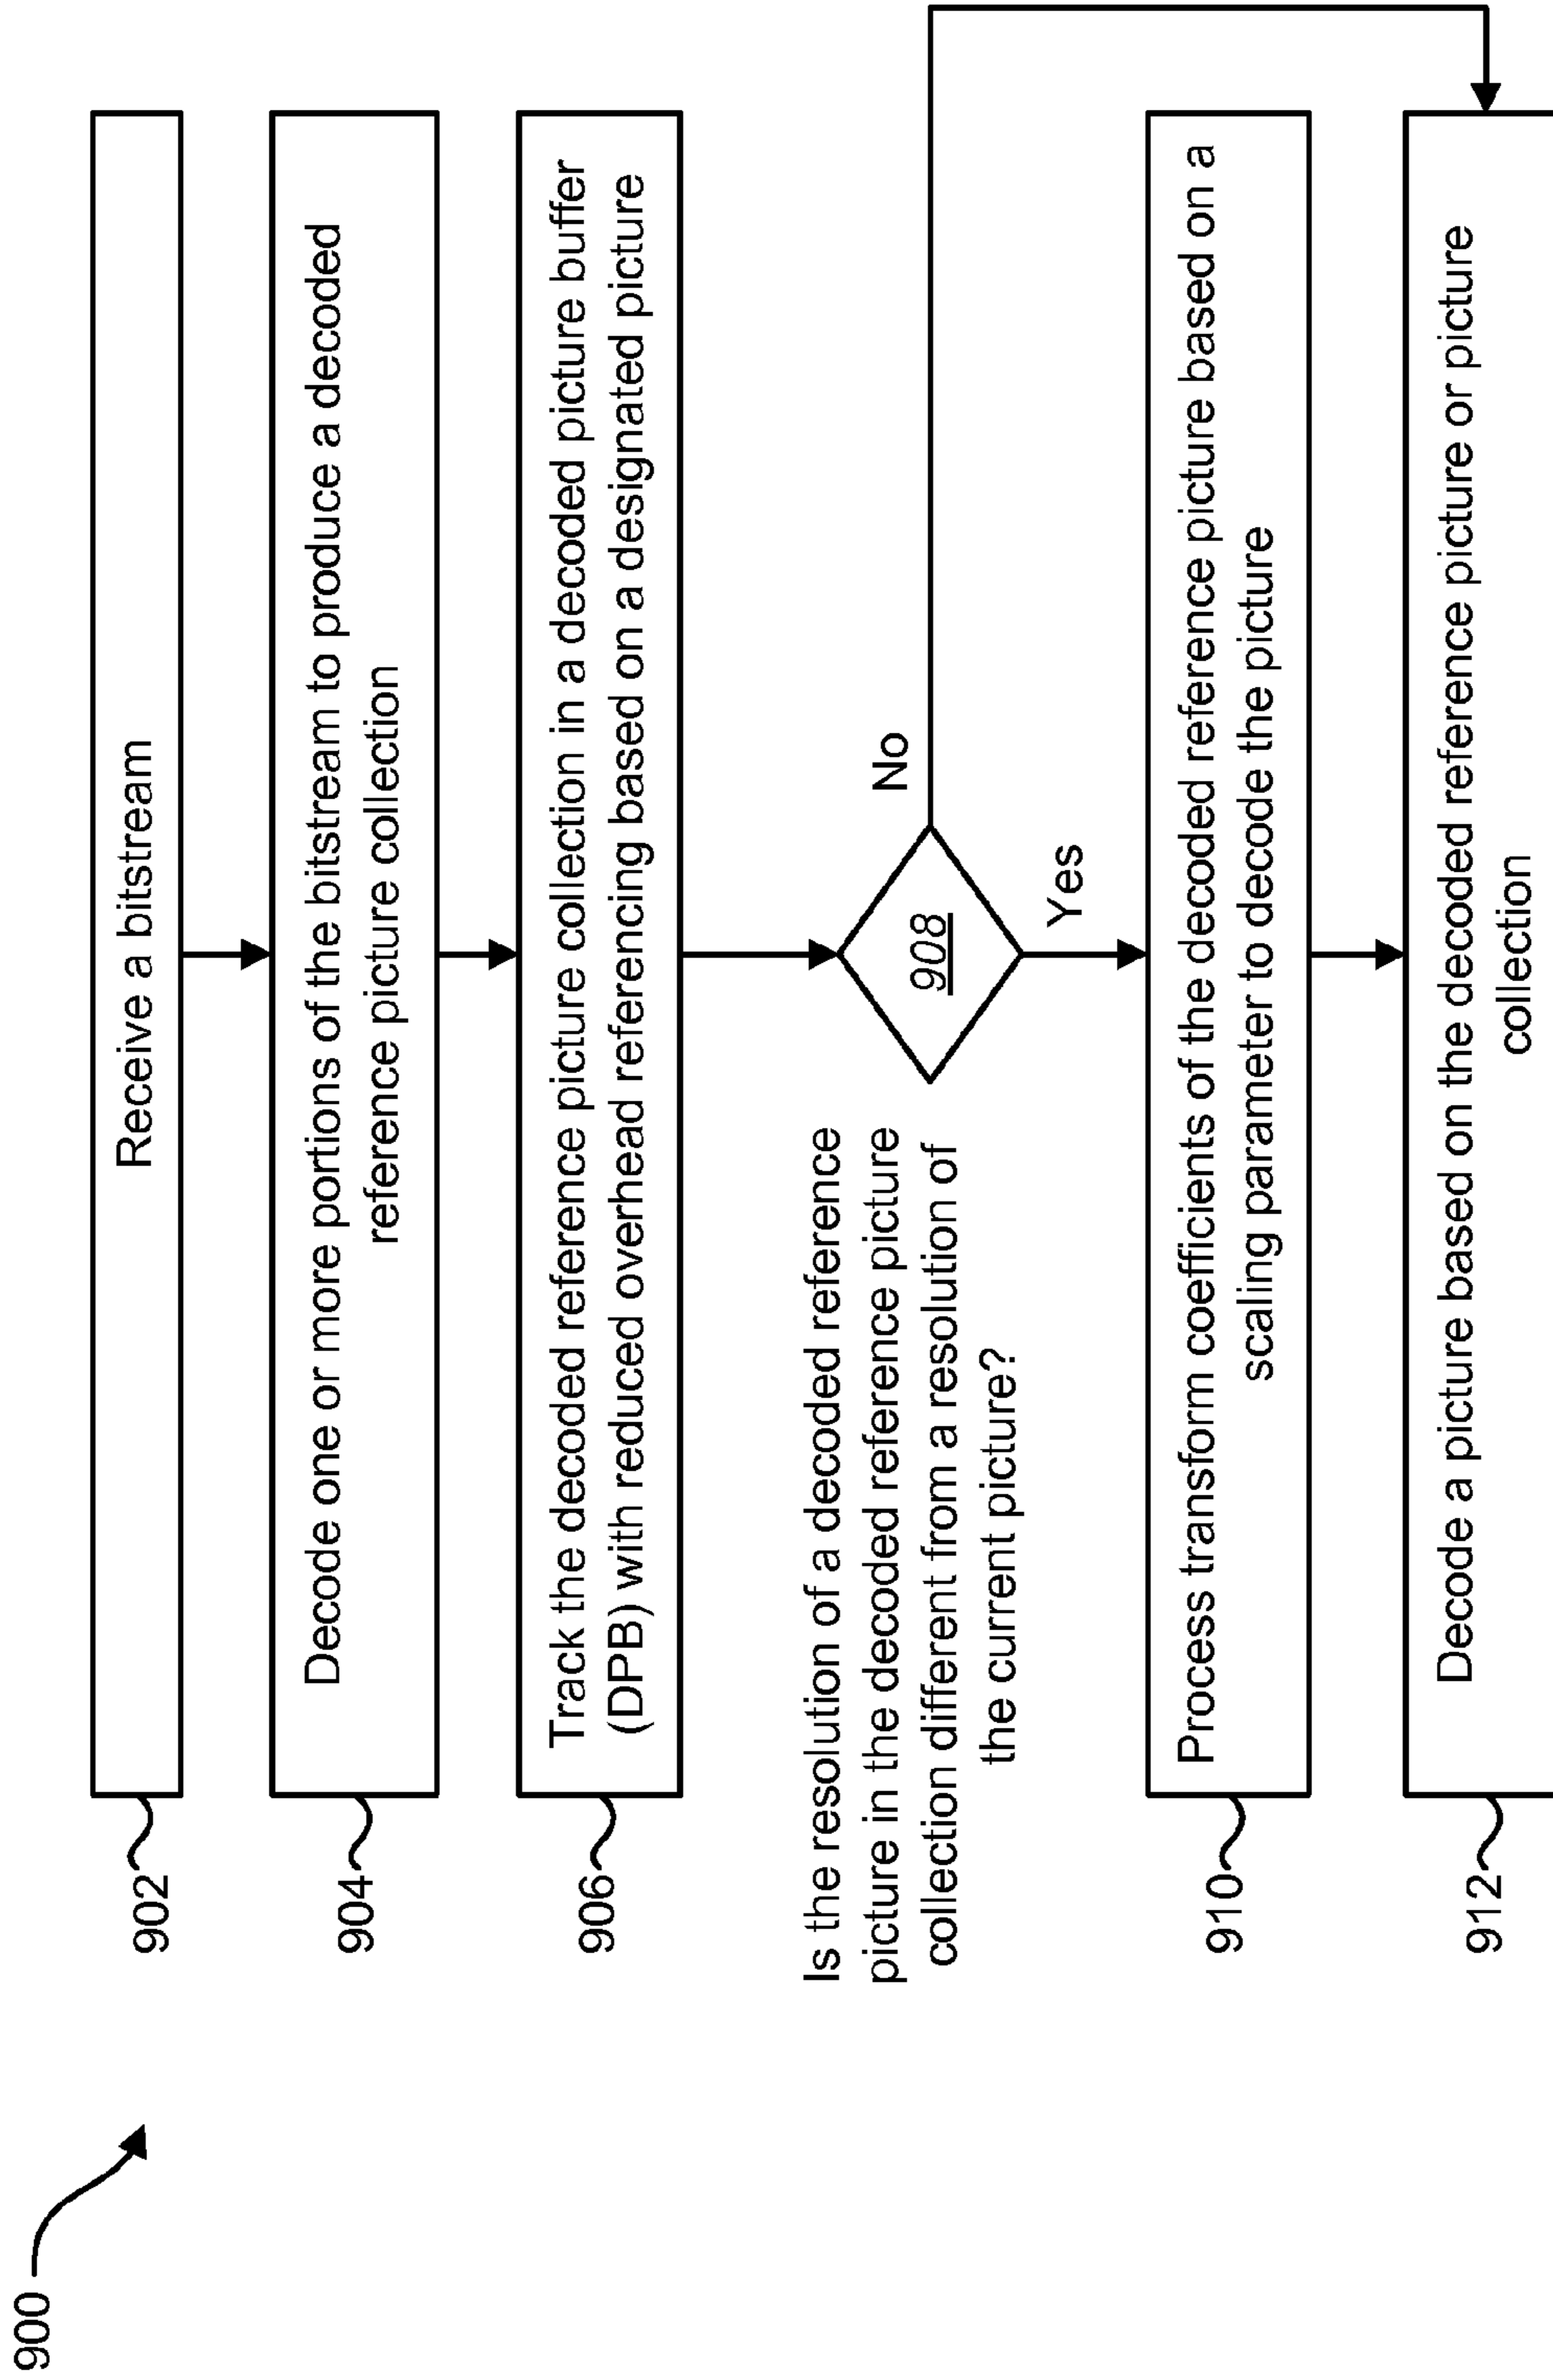 900
902
Receive a bitstream
904
Decode one or more portions of the bitstream to produce a decoded
reference picture collection
906
Track the decoded reference picture collection in a decoded picture buffer
(DPB) with reduced overhead referencing based on a designated picture
Is the resolution of a decoded reference
picture in the decoded reference picture
collection different from a resolution of
the current picture?
908
No
Yes
910
Process transform coefficients of the decoded reference picture based on a
scaling parameter to decode the picture
912
Decode a picture based on the decoded reference picture or picture
collection